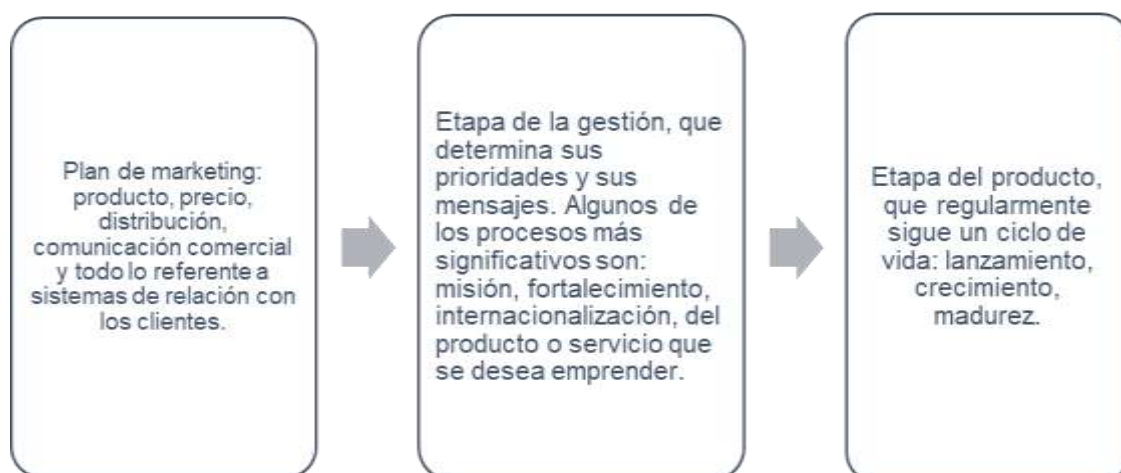 Plan de marketing:
producto, precio,
distribución,
comunicación comercial
y todo lo referente a
sistemas de relación con
los clientes.
Etapa de la gestión, que
determina sus
prioridades y sus
mensajes. Algunos de
los procesos más
significativos son:
misión, fortalecimiento,
internacionalización, del
producto o servicio que
se desea emprender.
Etapa del producto,
que regularmente
sigue un ciclo de
vida: lanzamiento,
crecimiento,
madurez.